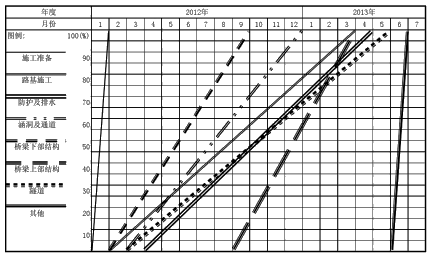 年度 2012年 2013年
月份 1 2 3 4 5 6 7 8 9 10 11 12 1 2 3 4 5 6 7
图例: 100(%)
施工准备 90
路基施工 80
防护及排水 70
涵洞及通道 60
桥梁下部结构 50
桥梁上部结构 40
隧道 30
其他 20
10